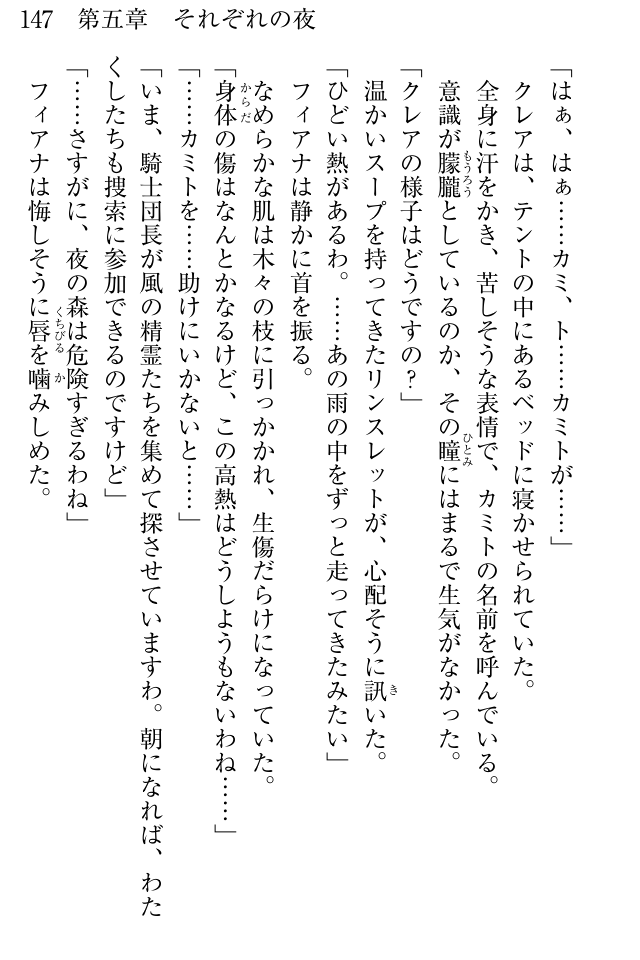 147　第五章　それぞれの夜
「はぁ、はぁ……カミ、ト……カミトが……」
クレアは、テントの中にあるベッドに寝かせられていた。
全身に汗をかき、苦しそうな表情で、カミトの名前を呼んでいる。
意識が朦朧としているのか、その瞳にはまるで生気がなかった。
「クレアの様子はどうですの？」
温かいスープを持ってきたリンスレットが、心配そうに訊いた。
「ひどい熱があるわ。……あの雨の中をずっと走ってきたみたい」
フィアナは静かに首を振る。
なめらかな肌は木々の枝に引っかかれ、生傷だらけになっていた。
「身体の傷はなんとかなるけど、この高熱はどうしようもないわね……」
「……カミトを……助けにいかないと……」
「いま、騎士団長が風の精霊たちを集めて探させていますわ。朝になれば、わた
くしたちも捜索に参加できるのですけど」
「……さすがに、夜の森は危険すぎるわね」
フィアナは悔しそうに唇を噛みしめた。